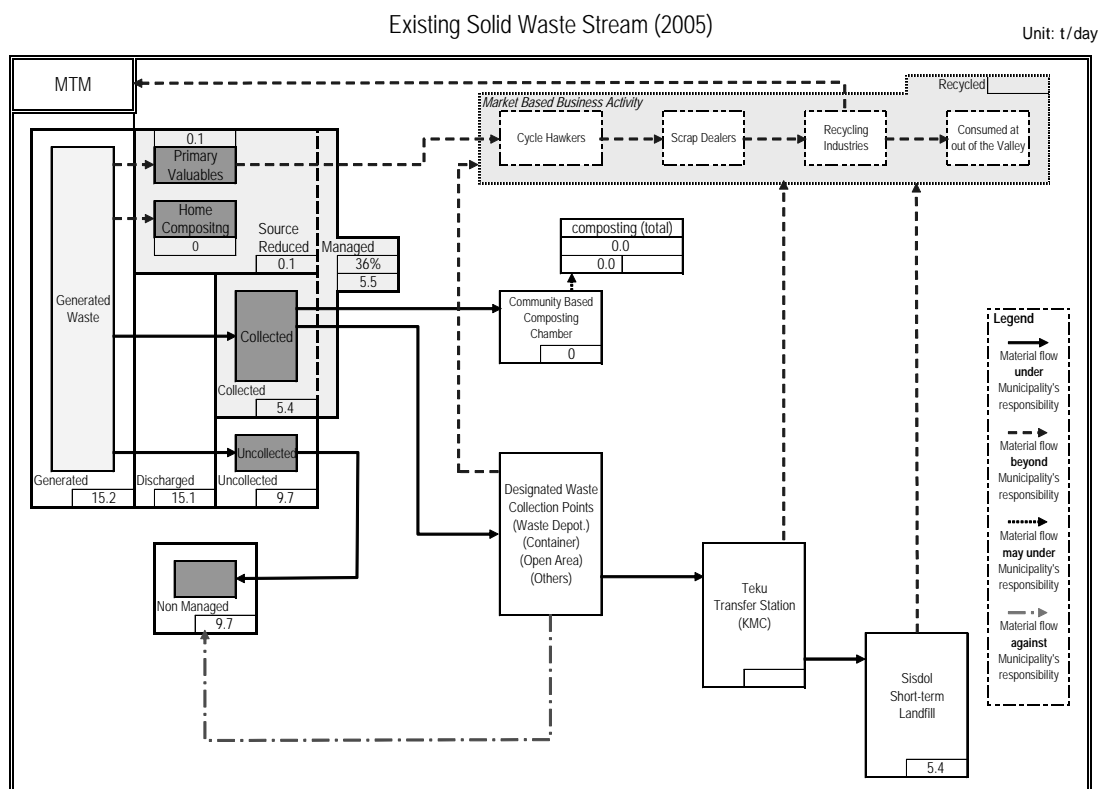 Existing Solid Waste Stream (2005)
Unit: t/day
MTM
Recycled
Market Based Business Activity
Cycle Hawkers
Scrap Dealers
Recycling
Industries
Consumed at
out of the Valley
0.1
Primary
Valuables
Home
Compositng
0
Source
Reduced
0.1
Managed
36%
5.5
Generated
Waste
Collected
Collected
5.4
Uncollected
Generated
15.2
Discharged
15.1
Uncollected
9.7
Non Managed
9.7
composting (total)
0.0
0.0
Community Based
Composting
Chamber
0
Designated Waste
Collection Points
(Waste Depot.)
(Container)
(Open Area)
(Others)
Teku
Transfer Station
(KMC)
Sisdol
Short-term
Landfill
5.4
Legend
Material flow
under
Municipality's
responsibility
Material flow
beyond
Municipality's
responsibility
Material flow
may under
Municipality's
responsibility
Material flow
against
Municipality's
responsibility